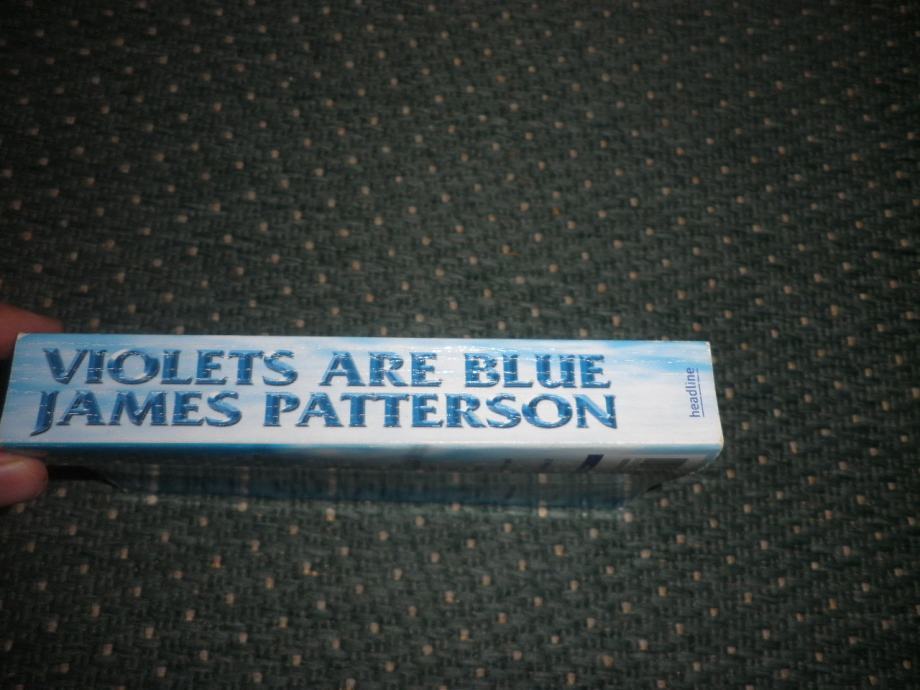 VIOLETS ARE BLUE
JAMES PATTERSON
headline